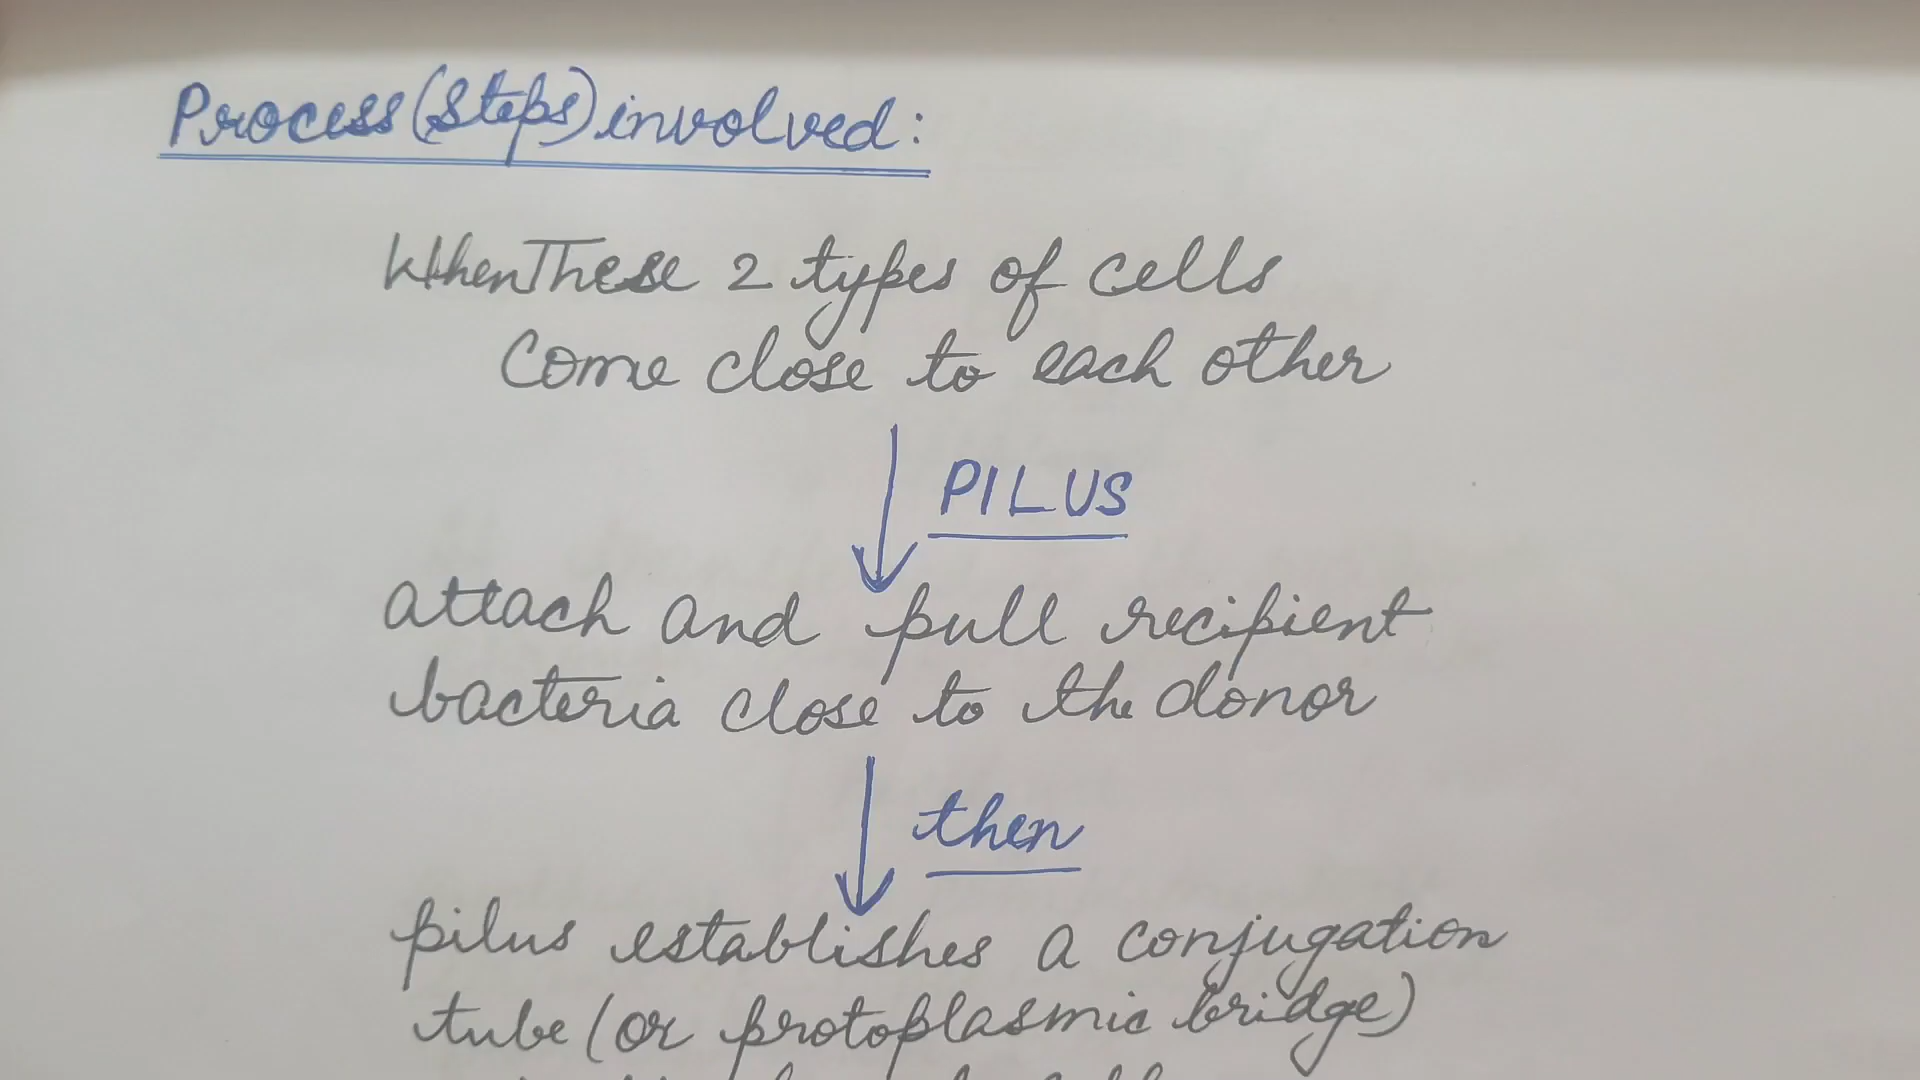 Process (Steps) involved:
When These 2 types of cells
Come close to each other
PILUS
attach and pull recipient
bacteria close to the donor
then
pilus establishes a conjugation
tube (or protoplasmic bridge)